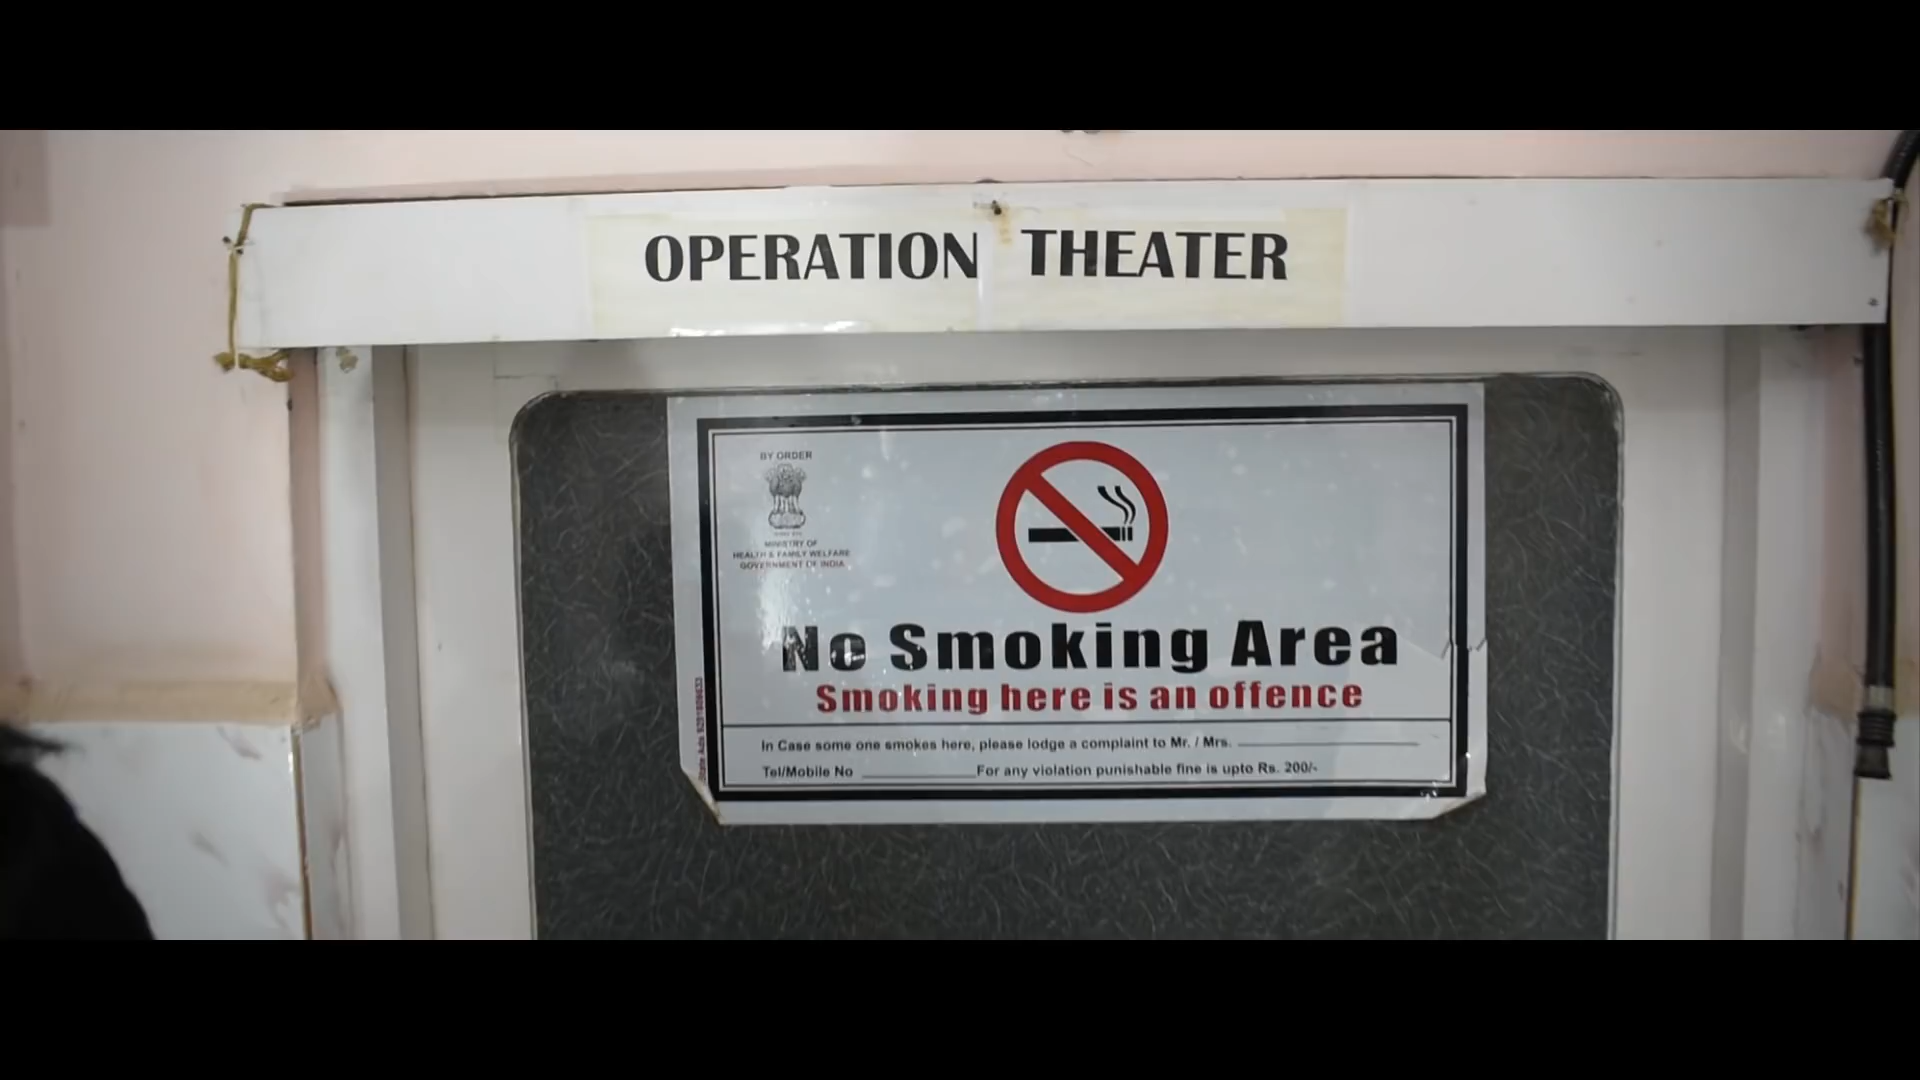 OPERATION THEATER
BY ORDER
MINISTRY OF
HEALTH & FAMILY WELFARE
GOVERNMENT OF INDIA
No Smoking Area
Smoking here is an offence
In Case some one smokes here, please lodge a complaint to Mr. / Mrs.
Tel/Mobile No For any violation punishable fine is upto Rs. 200/-